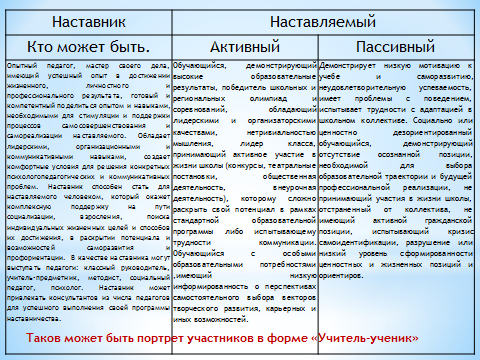 Наставник
Наставляемый
Кто может быть.
Активный
Пассивный
Опытный педагог, мастер своего дела,
имеющий успешный опыт в достижении
жизненного, личностного и
профессионального результата, готовый и
компетентный поделиться опытом и навыками,
необходимыми для стимуляции и поддержки
процессов самосовершенствования и
самореализации наставляемого. Обладает
лидерскими, организационными и
коммуникативными навыками, создает
комфортные условия для решения конкретных
психологопедагогических и коммуникативных
проблем. Наставник способен стать для
наставляемого человеком, который окажет
комплексную поддержку на пути
социализации, взросления, поиска
индивидуальных жизненных целей и способов
их достижения, в раскрытии потенциала и
возможностей саморазвития и
профориентации. В качестве наставника могут
выступать педагоги: классный руководитель,
учитель-предметник, методист, социальный
педагог, психолог. Наставник может
привлекать консультантов из числа педагогов
для успешного выполнения своей программы
наставничества.
Обучающийся, демонстрирующий
высокие образовательные
результаты, победитель школьных и
региональных олимпиад и
соревнований, обладающий
лидерскими и организаторскими
качествами, нетривиальностью
мышления, лидер класса,
принимающий активное участие в
жизни школы (конкурсы, театральные
постановки, общественная
деятельность, внеурочная
деятельность), которому сложно
раскрыть свой потенциал в рамках
стандартной образовательной
программы либо испытывающему
трудности коммуникации.
Обучающийся с особыми
образовательными потребностями
,имеющий низкую
информированность о перспективах
самостоятельного выбора векторов
творческого развития, карьерных и
иных возможностей.
Демонстрирует низкую мотивацию к
учебе и саморазвитию,
неудовлетворительную успеваемость,
имеет проблемы с поведением,
испытывает трудности с адаптацией в
школьном коллективе. Социально или
ценностно дезориентированный
обучающийся, демонстрирующий
отсутствие осознанной позиции,
необходимой для выбора
образовательной траектории и будущей
профессиональной реализации, не
принимающий участия в жизни школы,
отстраненный от коллектива, не
имеющий активной гражданской
позиции, испытывающий кризис
самоидентификации, разрушение или
низкий уровень сформированности
ценностных и жизненных позиций и
ориентиров.
Таков может быть портрет участников в форме «Учитель-ученик»